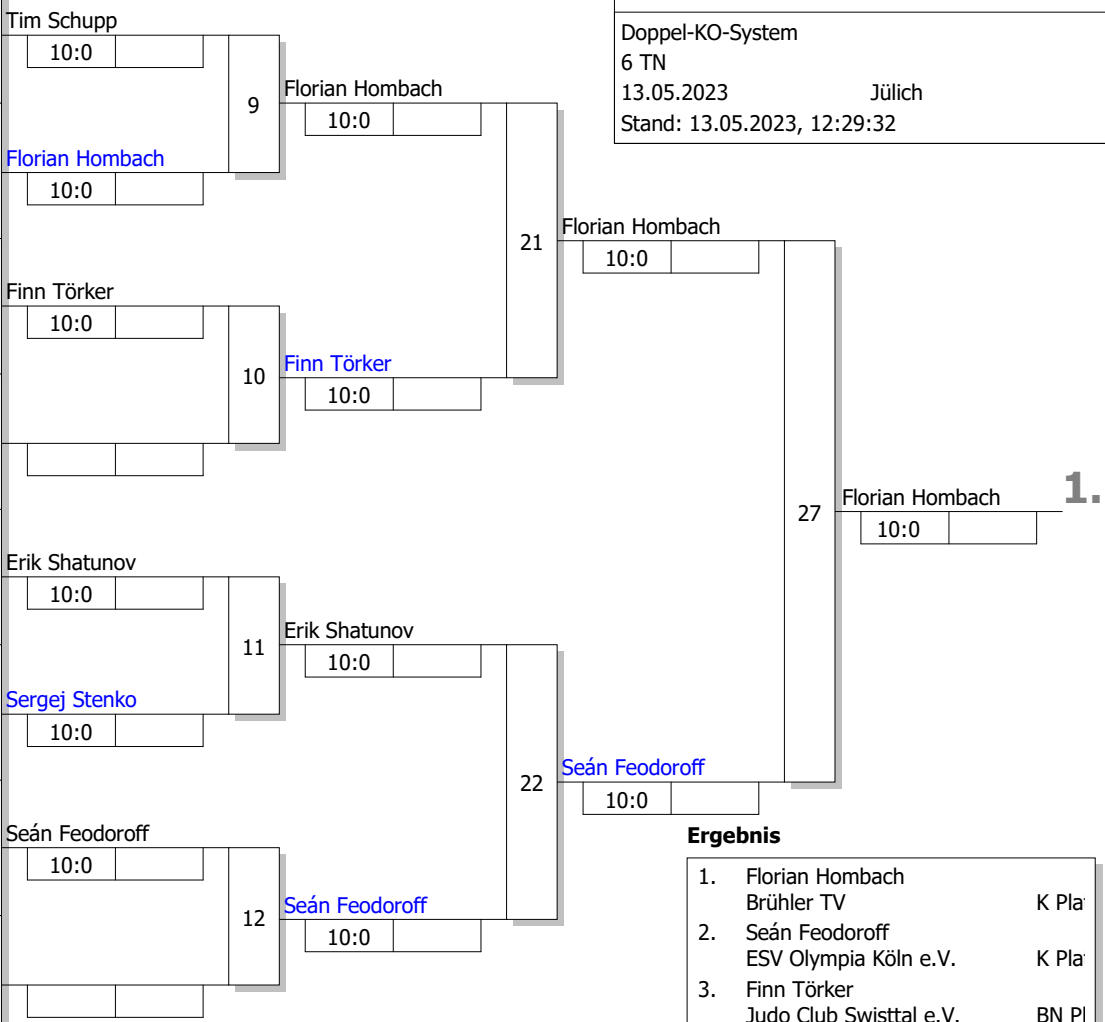 Tim Schupp
10:0
9
Florian Hombach
10:0
Florian Hombach
10:0
Doppel-KO-System
6 TN
13.05.2023 Jülich
Stand: 13.05.2023, 12:29:32
21
Florian Hombach
10:0
Finn Törker
10:0
10
Finn Törker
10:0
27
Florian Hombach
10:0
1.
Erik Shatunov
10:0
11
Erik Shatunov
10:0
Sergej Stenko
10:0
22
Seán Feodoroff
10:0
Seán Feodoroff
10:0
12
Seán Feodoroff
10:0
Ergebnis
1. Florian Hombach
Brühler TV K
2. Seán Feodoroff
ESV Olympia Köln e.V. K
3. Finn Törker
Judo Club Swisttal e.V. BN